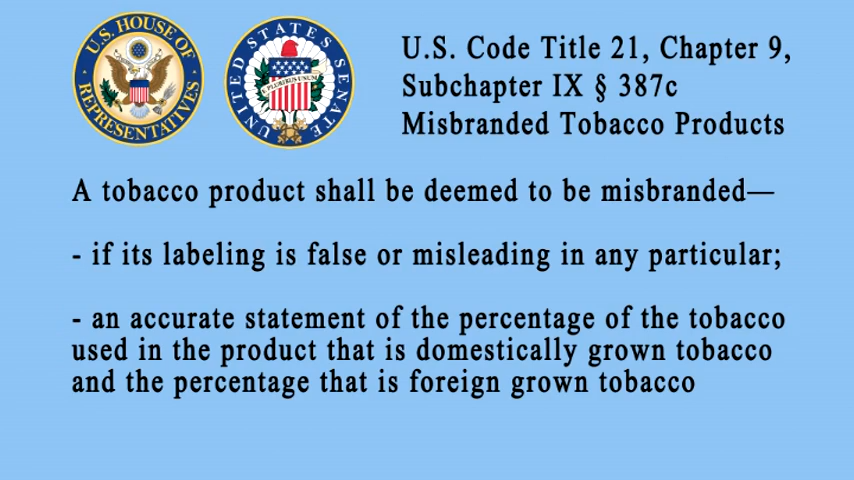 U.S. HOUSE OF
REPRESENTATIVES
UNITED STATES SENATE
E PLURIBUS UNUM
U.S. Code Title 21, Chapter 9,
Subchapter IX § 387c
Misbranded Tobacco Products
A tobacco product shall be deemed to be misbranded—
- if its labeling is false or misleading in any particular;
- an accurate statement of the percentage of the tobacco
used in the product that is domestically grown tobacco
and the percentage that is foreign grown tobacco